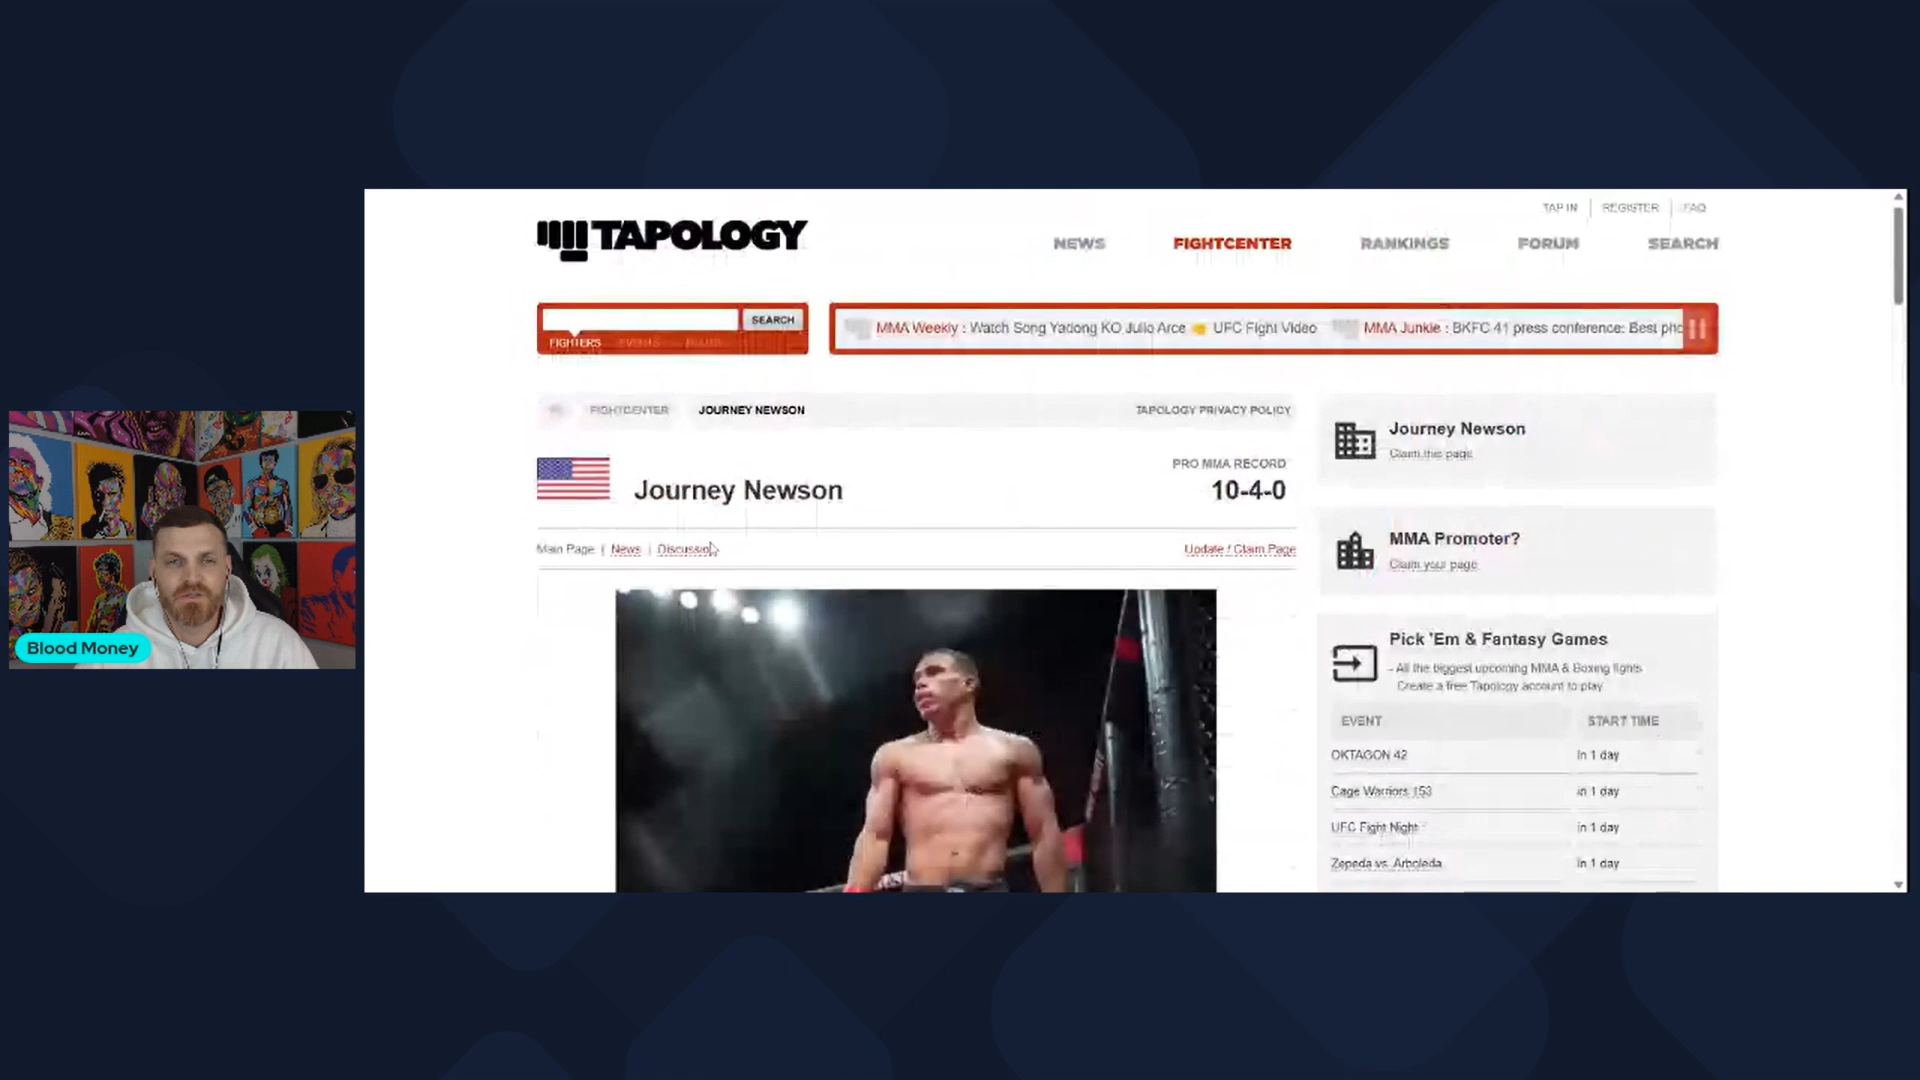 TAP IN
REGISTER
FAQ
TAPOLOGY
NEWS
FIGHTCENTER
RANKINGS
FORUM
SEARCH
SEARCH
FIGHTERS EVENTS
MMA Weekly : Watch Song Yadong KO Julio Arce
UFC Fight Video
MMA Junkie : BKFC 41 press conference: Best pho
FIGHTCENTER
JOURNEY NEWSON
TAPOLOGY PRIVACY POLICY
Journey Newson
PRO MMA RECORD
10-4-0
Main Page | News | Discussion
Update / Claim Page
Journey Newson
Claim this page
MMA Promoter?
Claim your page
Pick 'Em & Fantasy Games
- All the biggest upcoming MMA & Boxing fights
Create a free Tapology account to play
EVENT START TIME
OKTAGON 42 in 1 day
Cage Warriors 153 in 1 day
UFC Fight Night in 1 day
Zepeda vs. Arboleda in 1 day
Blood Money